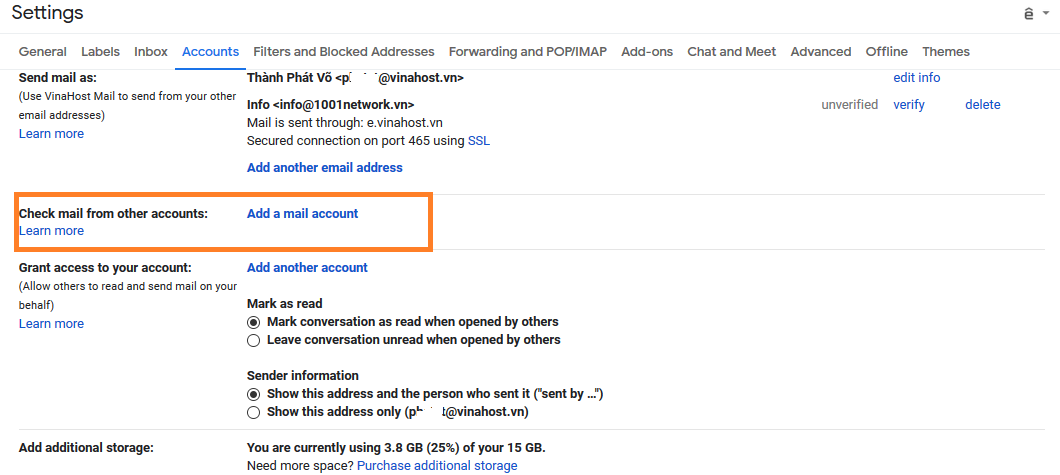 Settings
ê
General Labels Inbox Accounts Filters and Blocked Addresses Forwarding and POP/IMAP Add-ons Chat and Meet Advanced Offline Themes
Send mail as: Thành Phát Võ <p @vinahost.vn> edit info
(Use VinaHost Mail to send from your other
email addresses)
Learn more
Info <info@1001network.vn> unverified verify delete
Mail is sent through: e.vinahost.vn
Secured connection on port 465 using SSL
Add another email address
Check mail from other accounts: Add a mail account
Learn more
Grant access to your account: Add another account
(Allow others to read and send mail on your
behalf)
Learn more
Mark as read
Mark conversation as read when opened by others
Leave conversation unread when opened by others
Sender information
Show this address and the person who sent it ("sent by ...")
Show this address only (p @vinahost.vn)
Add additional storage: You are currently using 3.8 GB (25%) of your 15 GB.
Need more space? Purchase additional storage